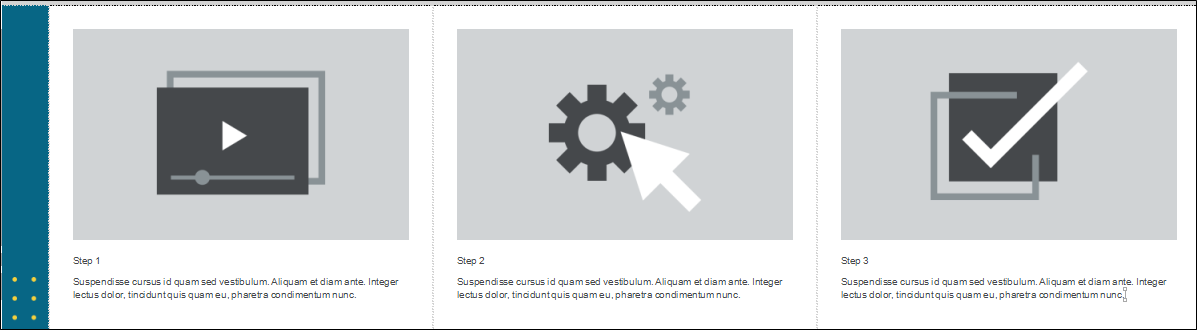 Step 1
Suspendisse cursus id quam sed vestibulum. Aliquam et diam ante. Integer
lectus dolor, tincidunt quis quam eu, pharetra condimentum nunc.
Step 2
Suspendisse cursus id quam sed vestibulum. Aliquam et diam ante. Integer
lectus dolor, tincidunt quis quam eu, pharetra condimentum nunc.
Step 3
Suspendisse cursus id quam sed vestibulum. Aliquam et diam ante. Integer
lectus dolor, tincidunt quis quam eu, pharetra condimentum nunc.